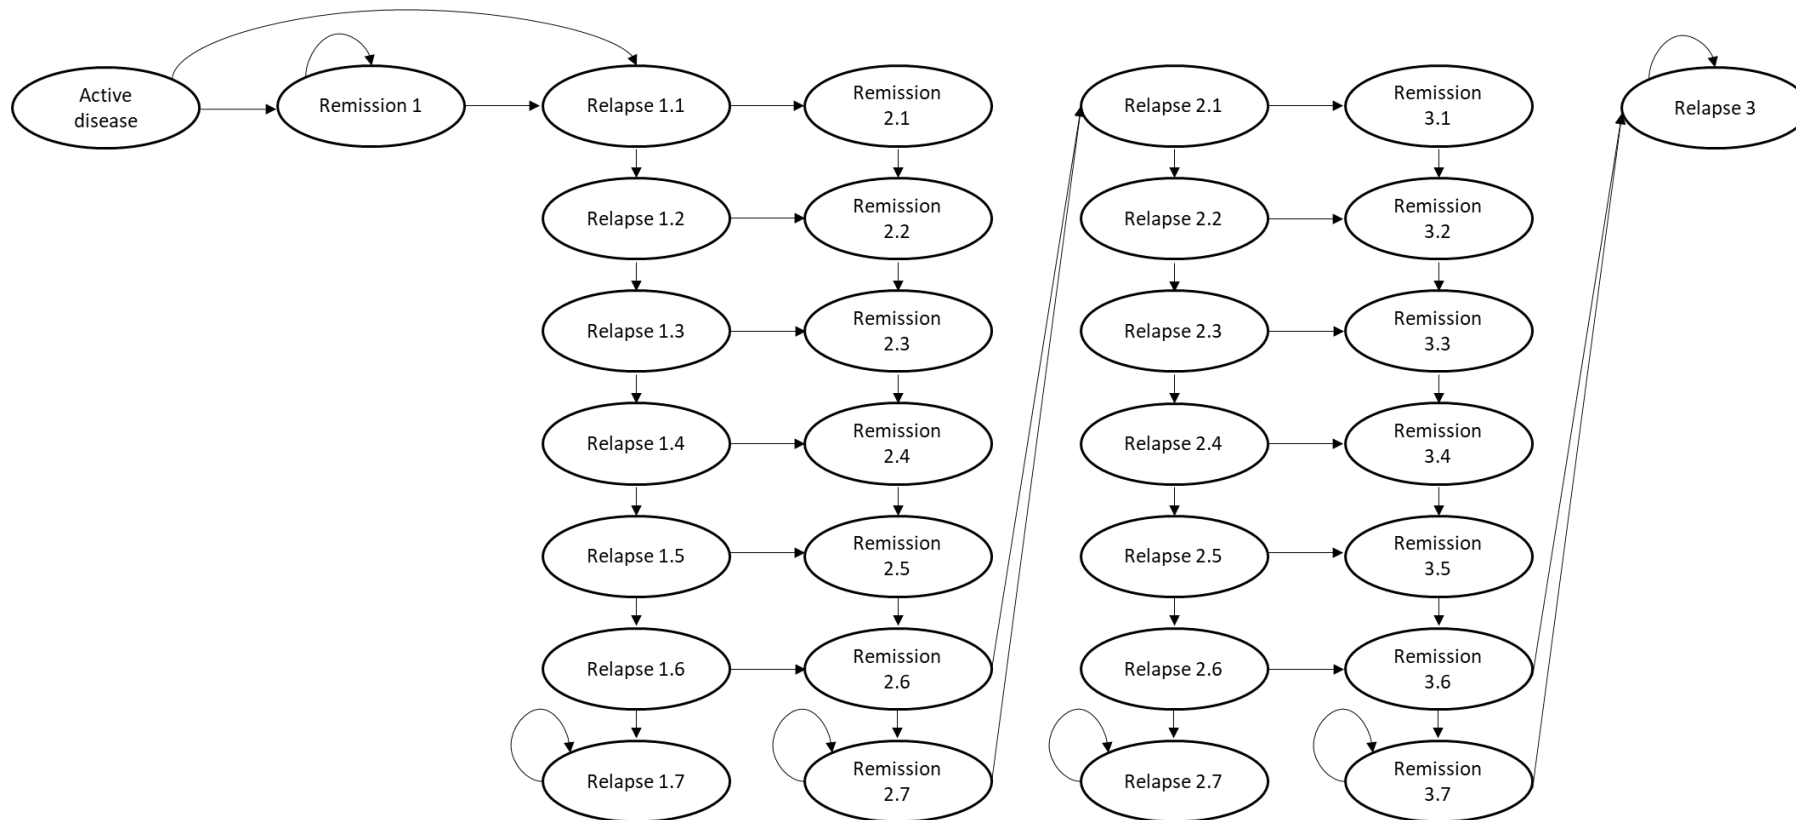 Active
disease
Remission 1
Relapse 1.1
Remission
2.1
Relapse 2.1
Remission
3.1
Relapse 3
Relapse 1.2
Remission
2.2
Relapse 2.2
Remission
3.2
Relapse 1.3
Remission
2.3
Relapse 2.3
Remission
3.3
Relapse 1.4
Remission
2.4
Relapse 2.4
Remission
3.4
Relapse 1.5
Remission
2.5
Relapse 2.5
Remission
3.5
Relapse 1.6
Remission
2.6
Relapse 2.6
Remission
3.6
Relapse 1.7
Remission
2.7
Relapse 2.7
Remission
3.7